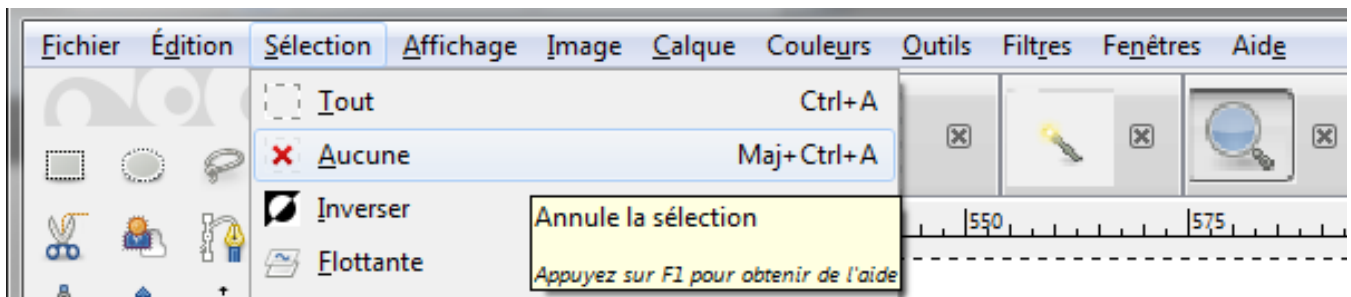 Fichier Édition Sélection Affichage Image Calque Couleurs Outils Filtres Fenêtres Aide
Tout Ctrl+A
Aucune Maj+Ctrl+A
Inverser
Flottante
Annule la sélection
Appuyez sur F1 pour obtenir de l'aide
550 575